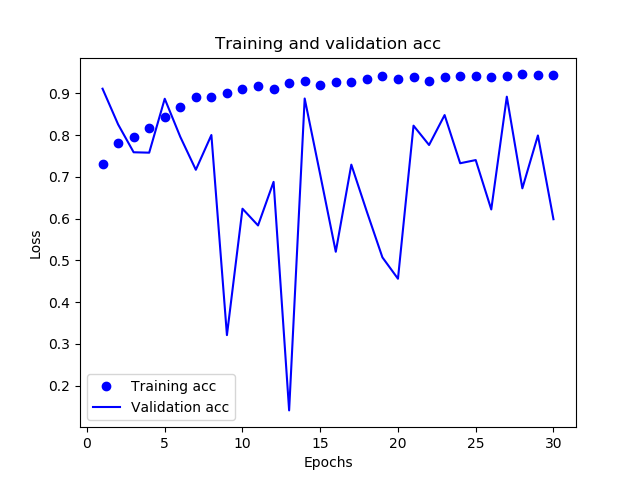 Training and validation acc
Loss
0.9
0.8
0.7
0.6
0.5
0.4
0.3
0.2
Training acc
Validation acc
0 5 10 15 20 25 30
Epochs